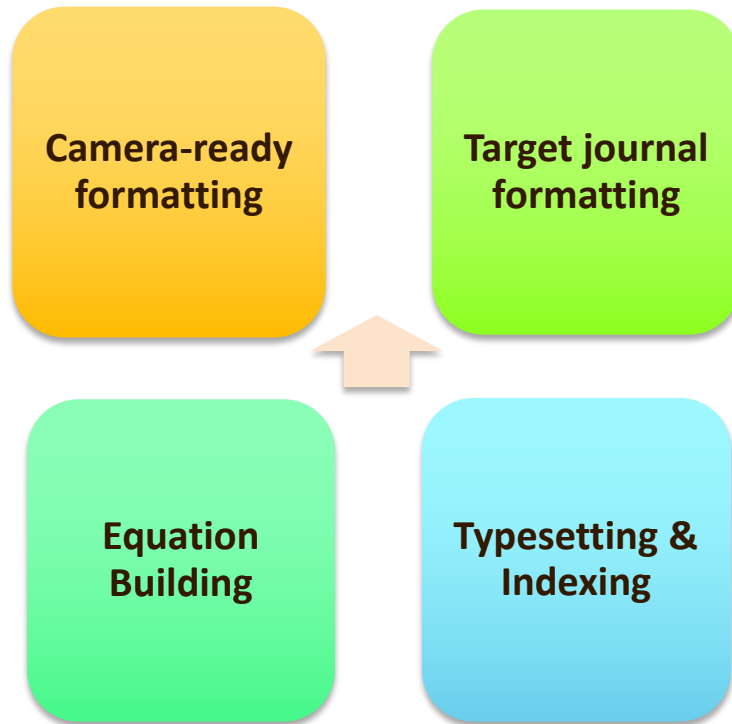 Camera-ready
formatting
Target journal
formatting
Equation
Building
Typesetting &
Indexing